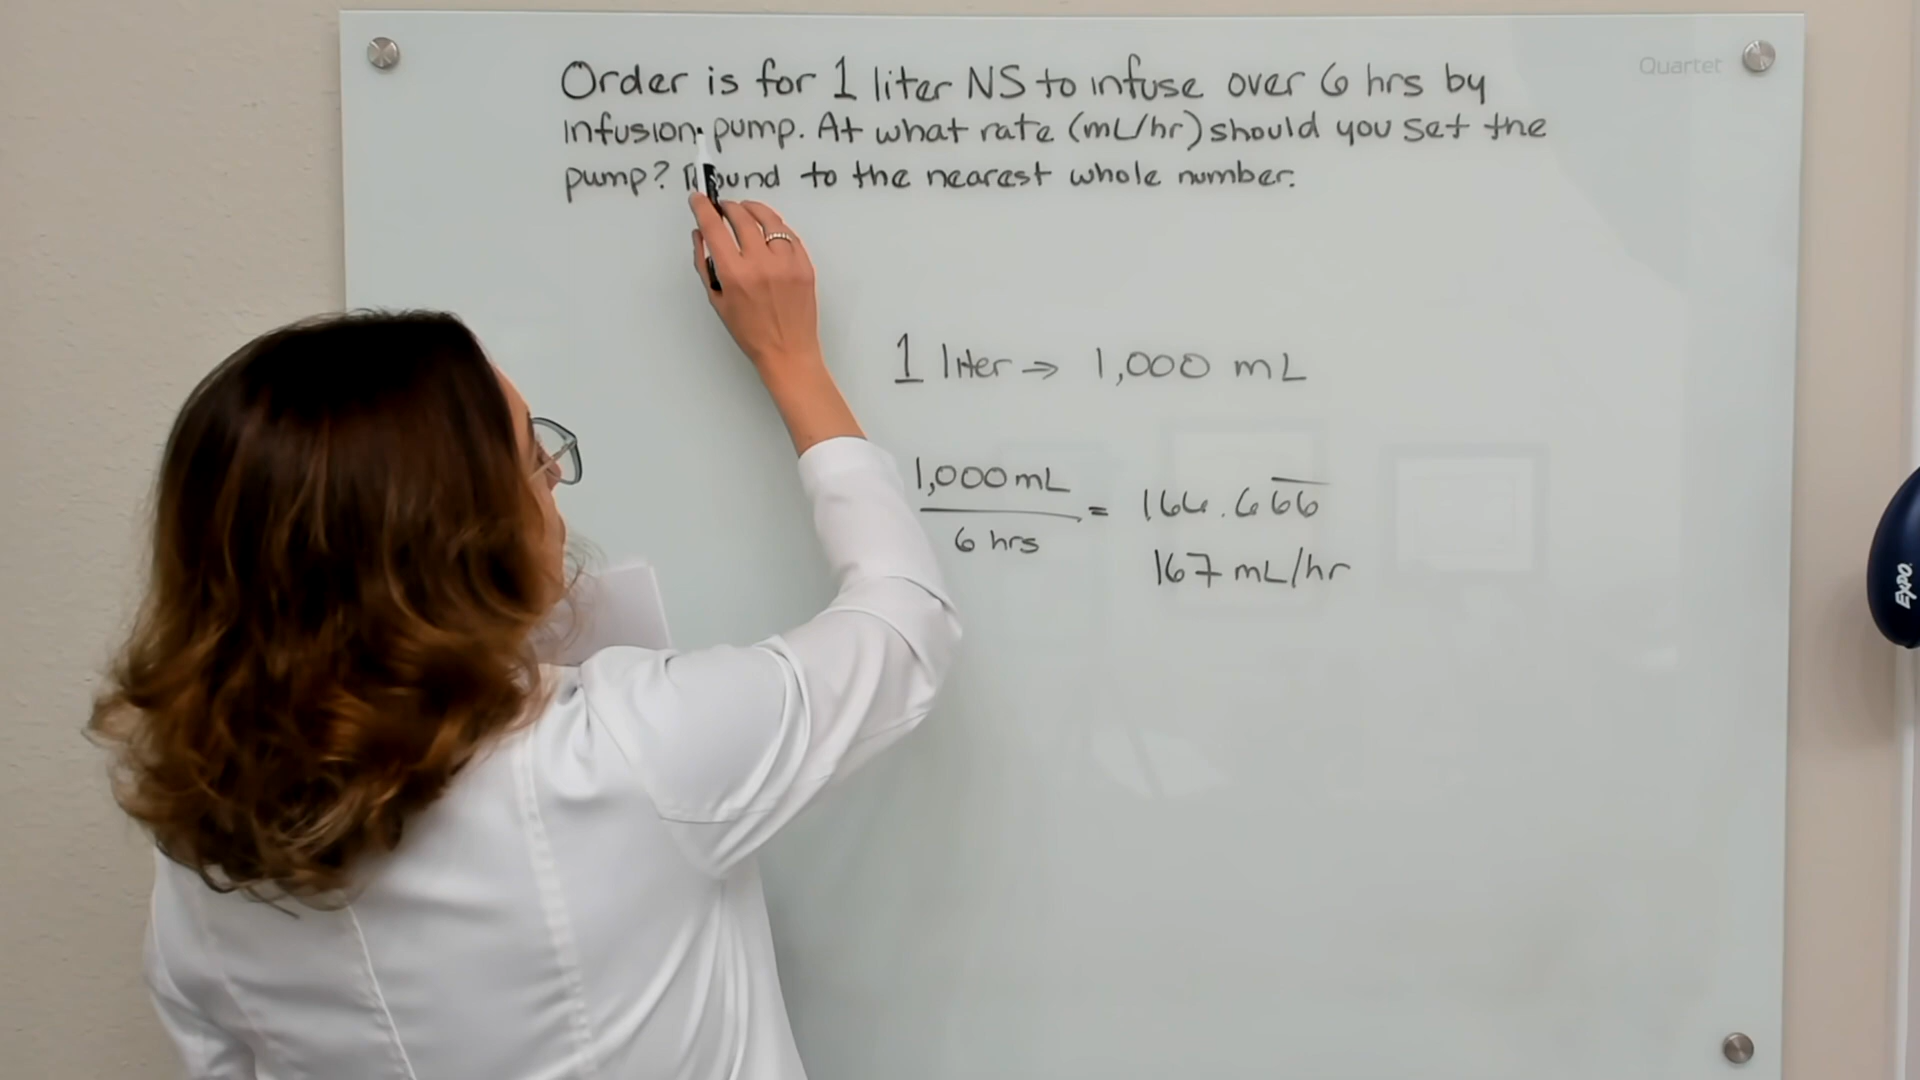 Order is for 1 liter NS to infuse over 6 hrs by
infusion pump. At what rate (mL/hr) should you set the
pump? Round to the nearest whole number.
Quartet
1 liter → 1,000 mL
1,000 mL
6 hrs
= 166.666
167 mL/hr
EXPO